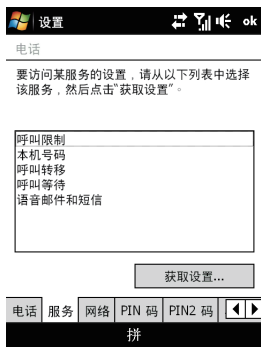 设置 ok
电话
要访问某服务的设置，请从以下列表中选择
该服务，然后点击“获取设置”。
呼叫限制
本机号码
呼叫转移
呼叫等待
语音邮件和短信
获取设置...
电话 服务 网络 PIN 码 PIN2 码
拼